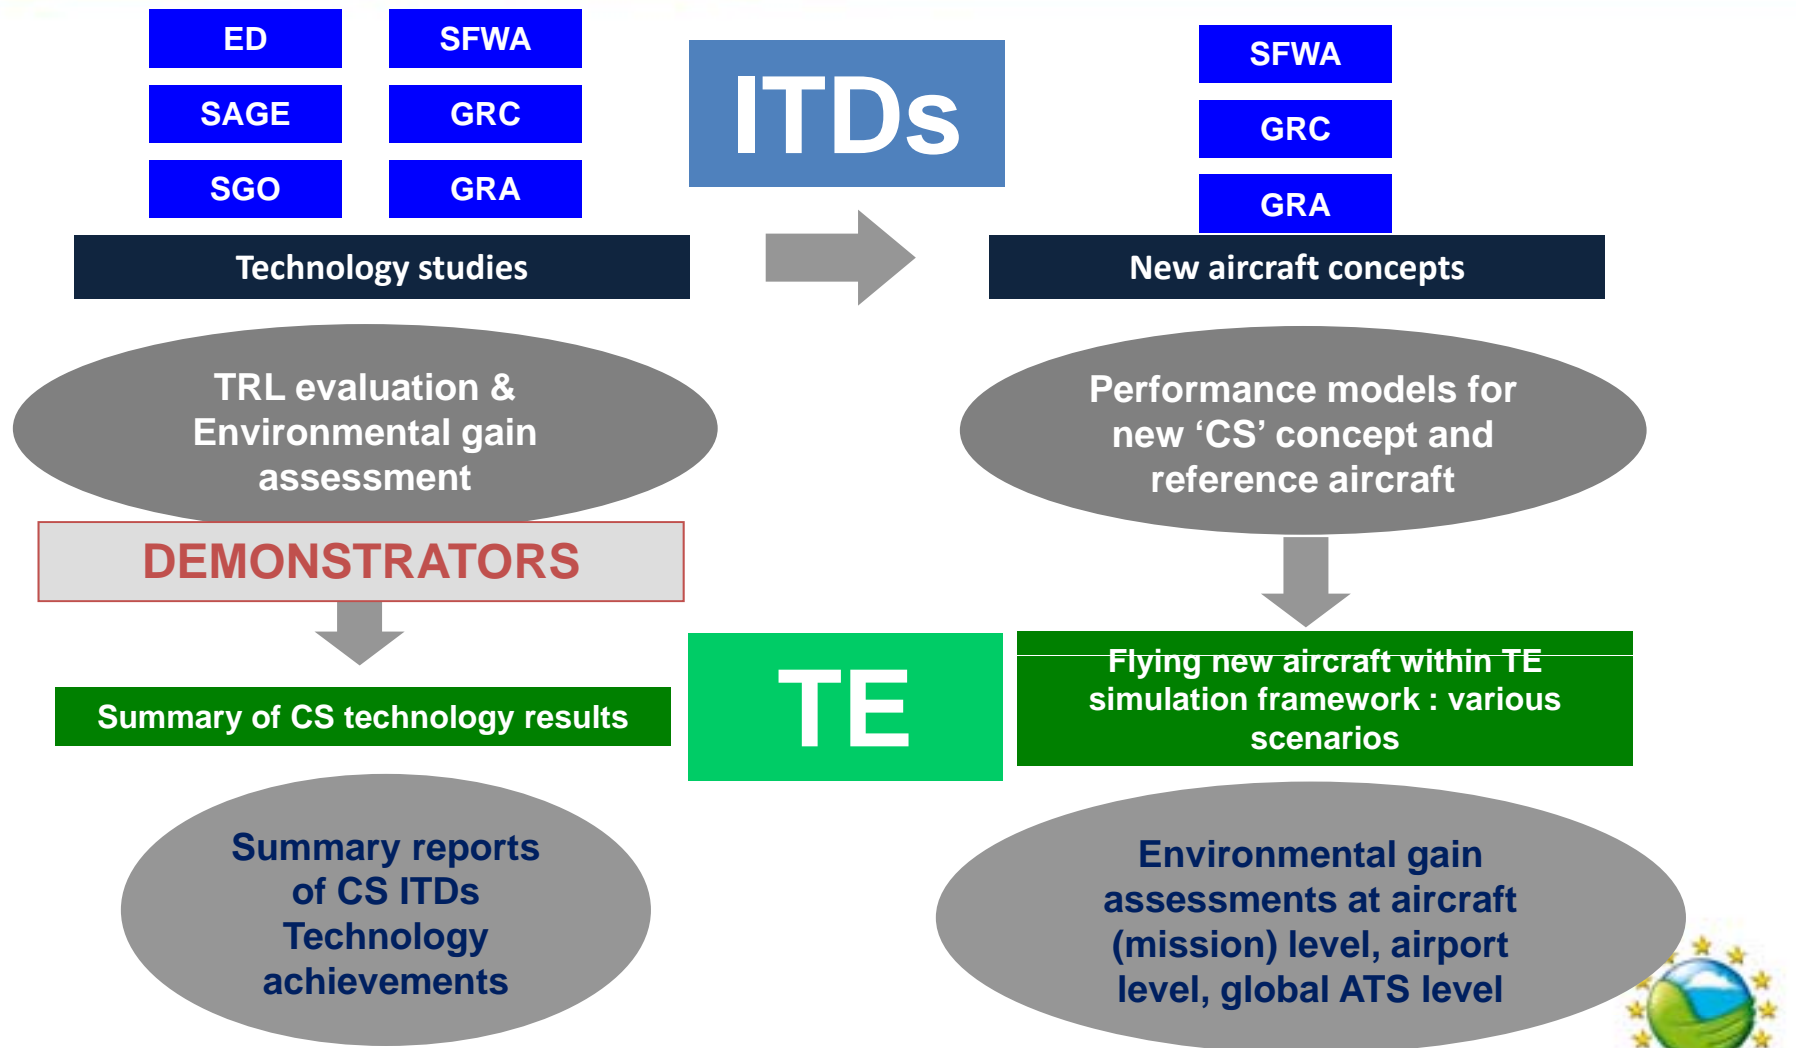 ED
SFWA
SAGE
GRC
SGO
GRA
ITDs
SFWA
GRC
GRA
Technology studies
New aircraft concepts
TRL evaluation &
Environmental gain
assessment
Performance models for
new ‘CS’ concept and
reference aircraft
DEMONSTRATORS
TE
Summary of CS technology results
Flying new aircraft within TE
simulation framework : various
scenarios
Summary reports
of CS ITDs
Technology
achievements
Environmental gain
assessments at aircraft
(mission) level, airport
level, global ATS level